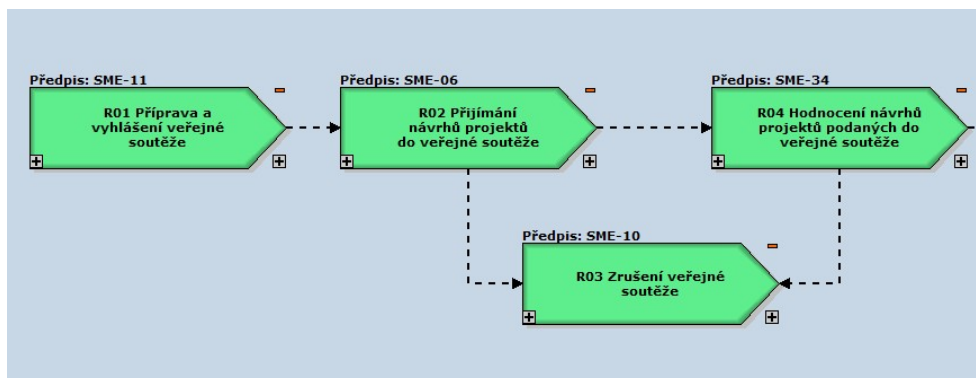 Předpis: SME-11
R01 Příprava a
vyhlášení veřejné
soutěže
Předpis: SME-06
R02 Přijímání
návrhů projektů
do veřejné soutěže
Předpis: SME-34
R04 Hodnocení návrhů
projektů podaných do
veřejné soutěže
Předpis: SME-10
R03 Zrušení veřejné
soutěže